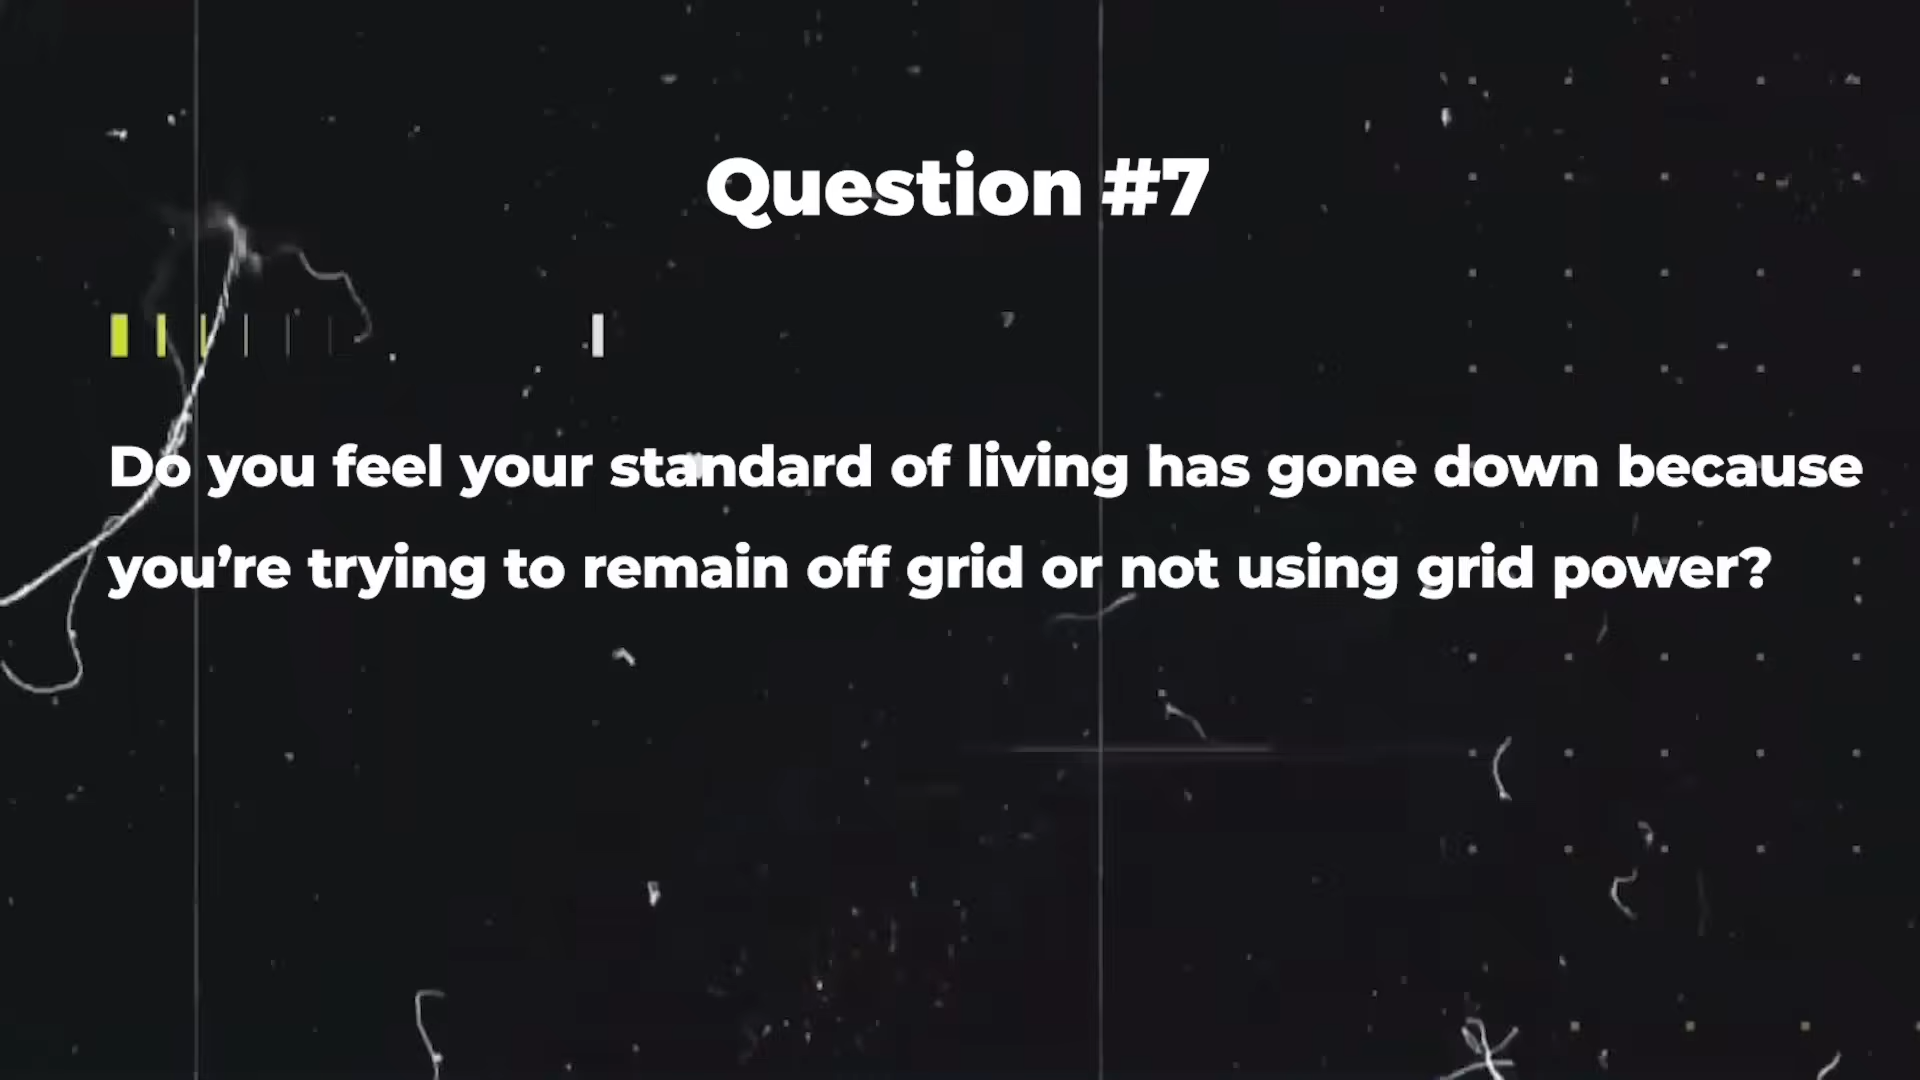 Question #7
Do you feel your standard of living has gone down because
you’re trying to remain off grid or not using grid power?